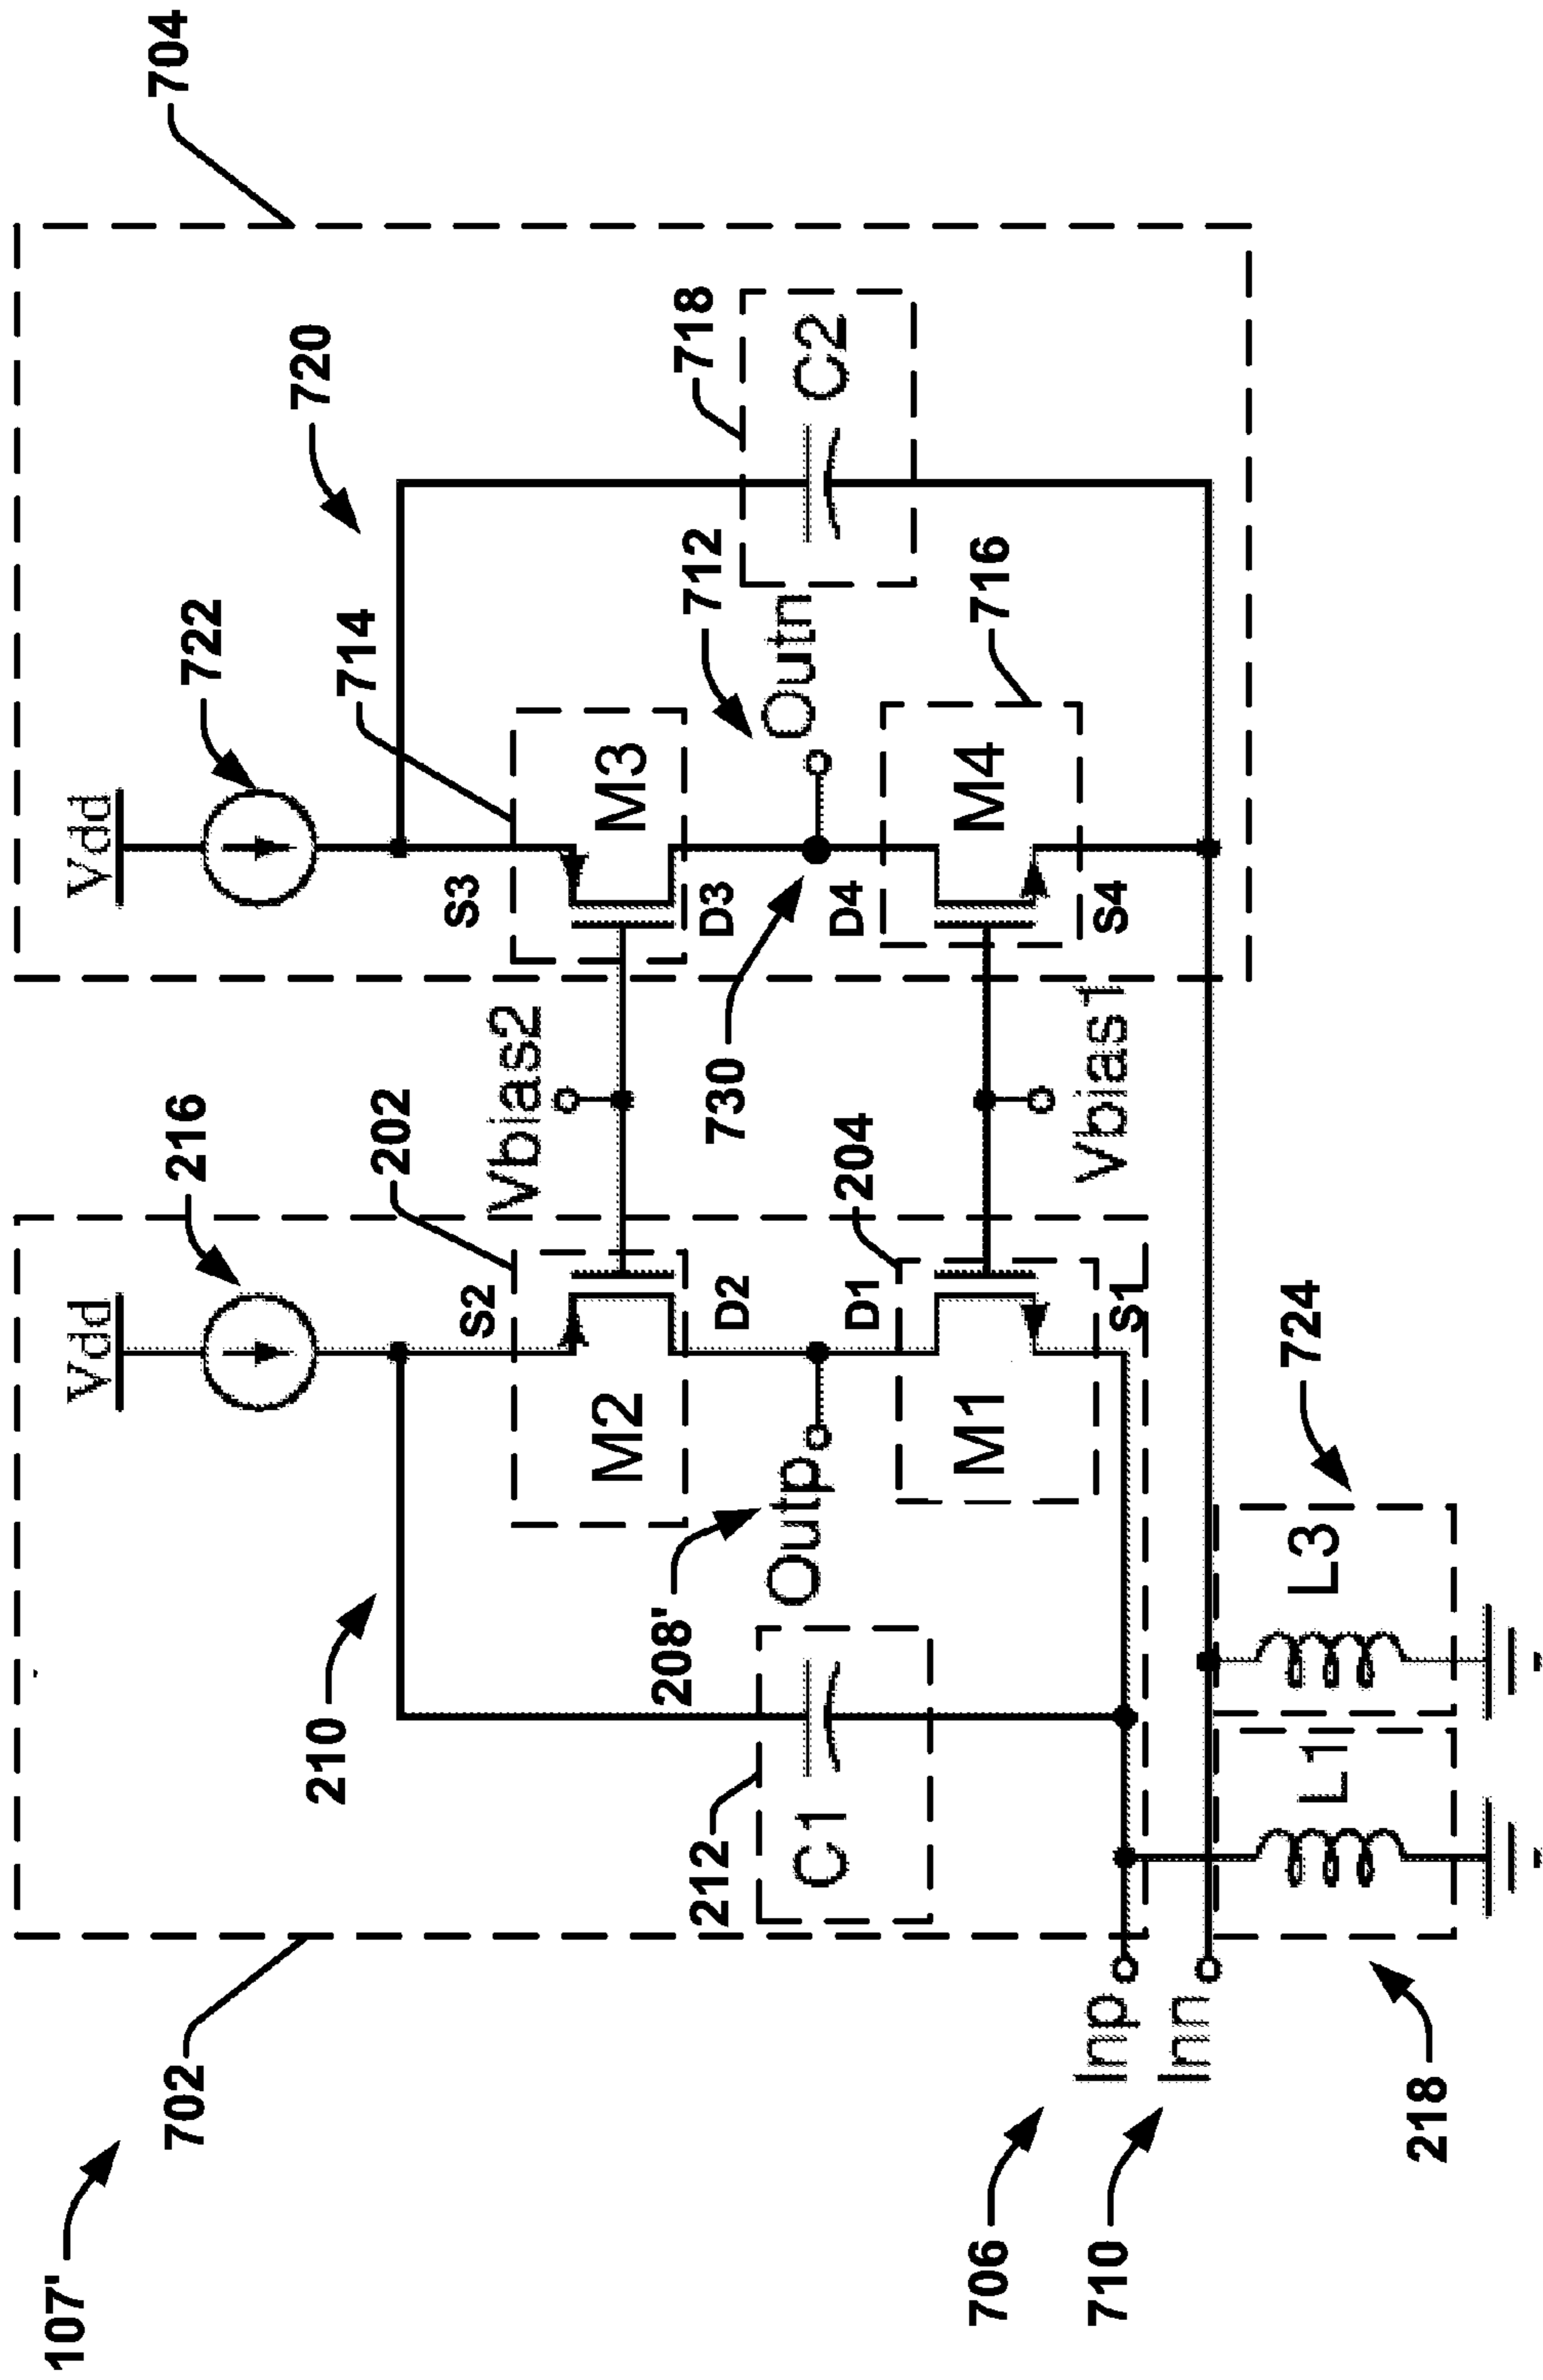 107'
702
704
Vdd
216
Vdd
722
210
720
202
714
S2
S3
Vbias2
M2
M3
D2
D3
212
C1
208'
Outp
730
712
Outn
718
C2
204
D1
D4
M1
M4
716
S1
S4
Vbias1
706
Inp
710
Inn
L1
L3
724
218